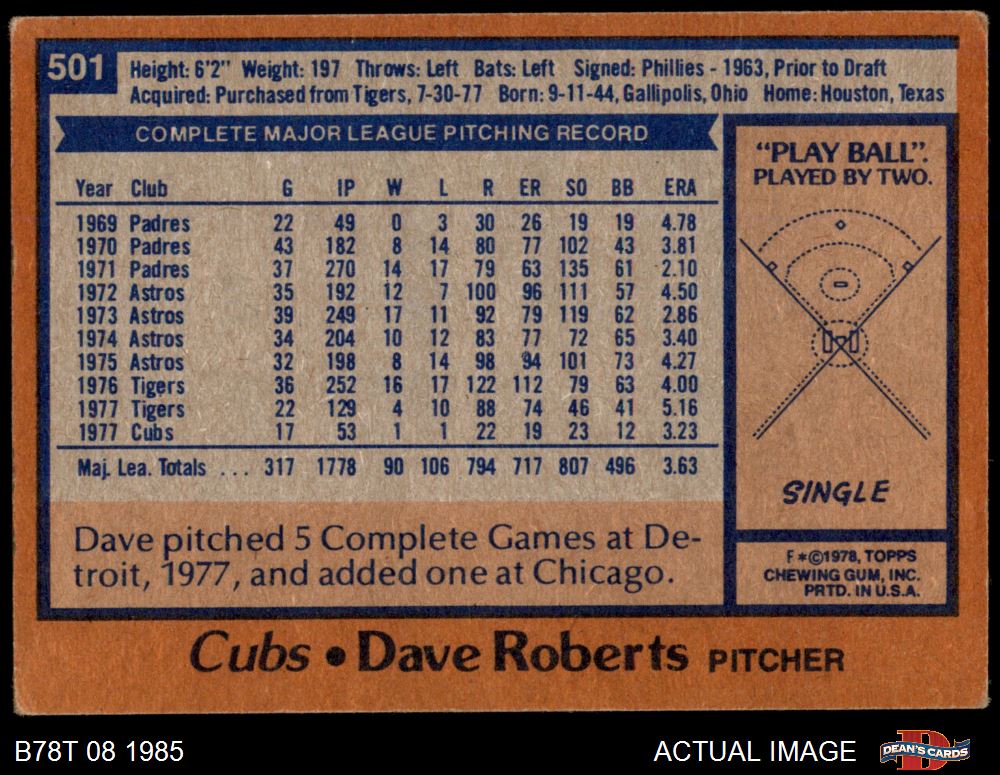 501
Height: 6'2" Weight: 197 Throws: Left Bats: Left Signed: Phillies - 1963, Prior to Draft
Acquired: Purchased from Tigers, 7-30-77 Born: 9-11-44, Gallipolis, Ohio Home: Houston, Texas
COMPLETE MAJOR LEAGUE PITCHING RECORD
Year Club G IP W L R ER SO BB ERA
1969 Padres 22 49 0 3 30 26 19 19 4.78
1970 Padres 43 182 8 14 80 77 102 43 3.81
1971 Padres 37 270 14 17 79 63 135 61 2.10
1972 Astros 35 192 12 7 100 96 111 57 4.50
1973 Astros 39 249 17 11 92 79 119 62 2.86
1974 Astros 34 204 10 12 83 77 72 65 3.40
1975 Astros 32 198 8 14 98 94 101 73 4.27
1976 Tigers 36 252 16 17 122 112 79 63 4.00
1977 Tigers 22 129 4 10 88 74 46 41 5.16
1977 Cubs 17 53 1 1 22 19 23 12 3.23
Maj. Lea. Totals ... 317 1778 90 106 794 717 807 496 3.63
Dave pitched 5 Complete Games at De-
troit, 1977, and added one at Chicago.
"PLAY BALL".
PLAYED BY TWO.
SINGLE
F *©1978, TOPPS
CHEWING GUM, INC.
PRTD. IN U.S.A.
Cubs • Dave Roberts PITCHER
B78T 08 1985
ACTUAL IMAGE
D
DEAN'S CARDS